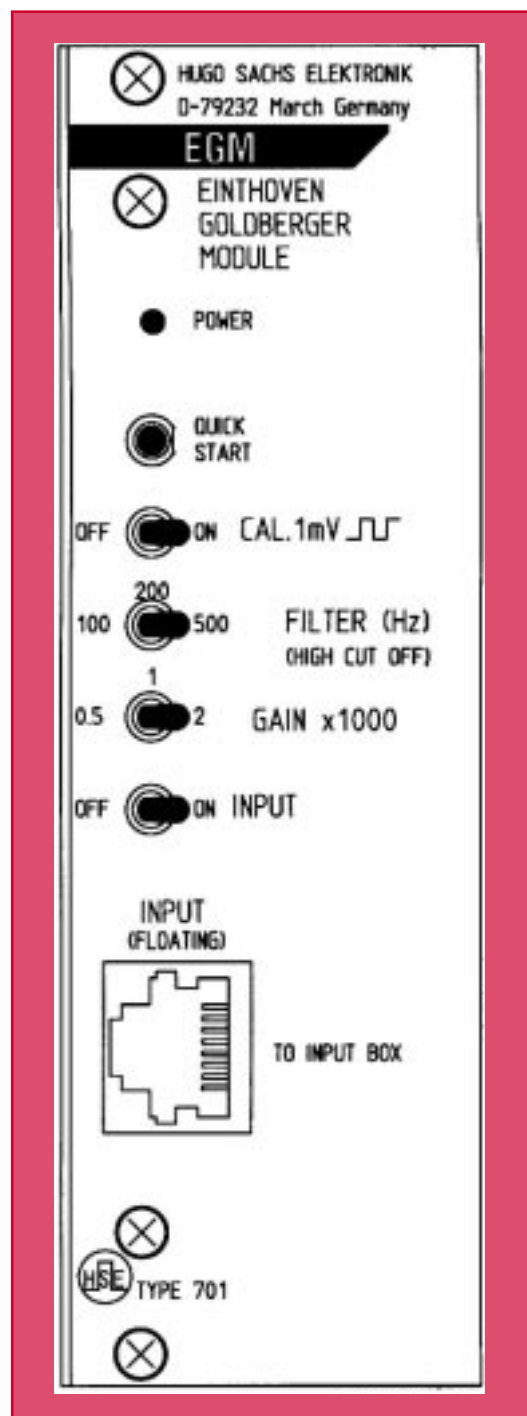 HUGO SACHS ELEKTRONIK
D-79232 March Germany
EGM
EINTHOVEN
GOLDBERGER
MODULE
POWER
QUICK
START
OFF ON CAL.1mV
200
100 500 FILTER (Hz)
(HIGH CUT OFF)
1
0.5 2 GAIN x1000
OFF ON INPUT
INPUT
(FLOATING)
TO INPUT BOX
HSE TYPE 701